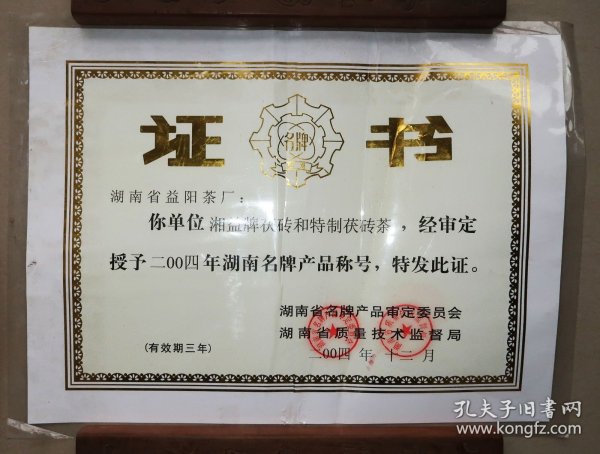 证 名牌 书
湖南省益阳茶厂：
你单位 湘益牌茯砖和特制茯砖茶，经审定
授予二00四年湖南名牌产品称号，特发此证。
湖南省名牌产品审定委员会
湖南省质量技术监督局
(有效期三年)
二00四 年 十二 月
孔夫子旧书网
www.kongfz.com